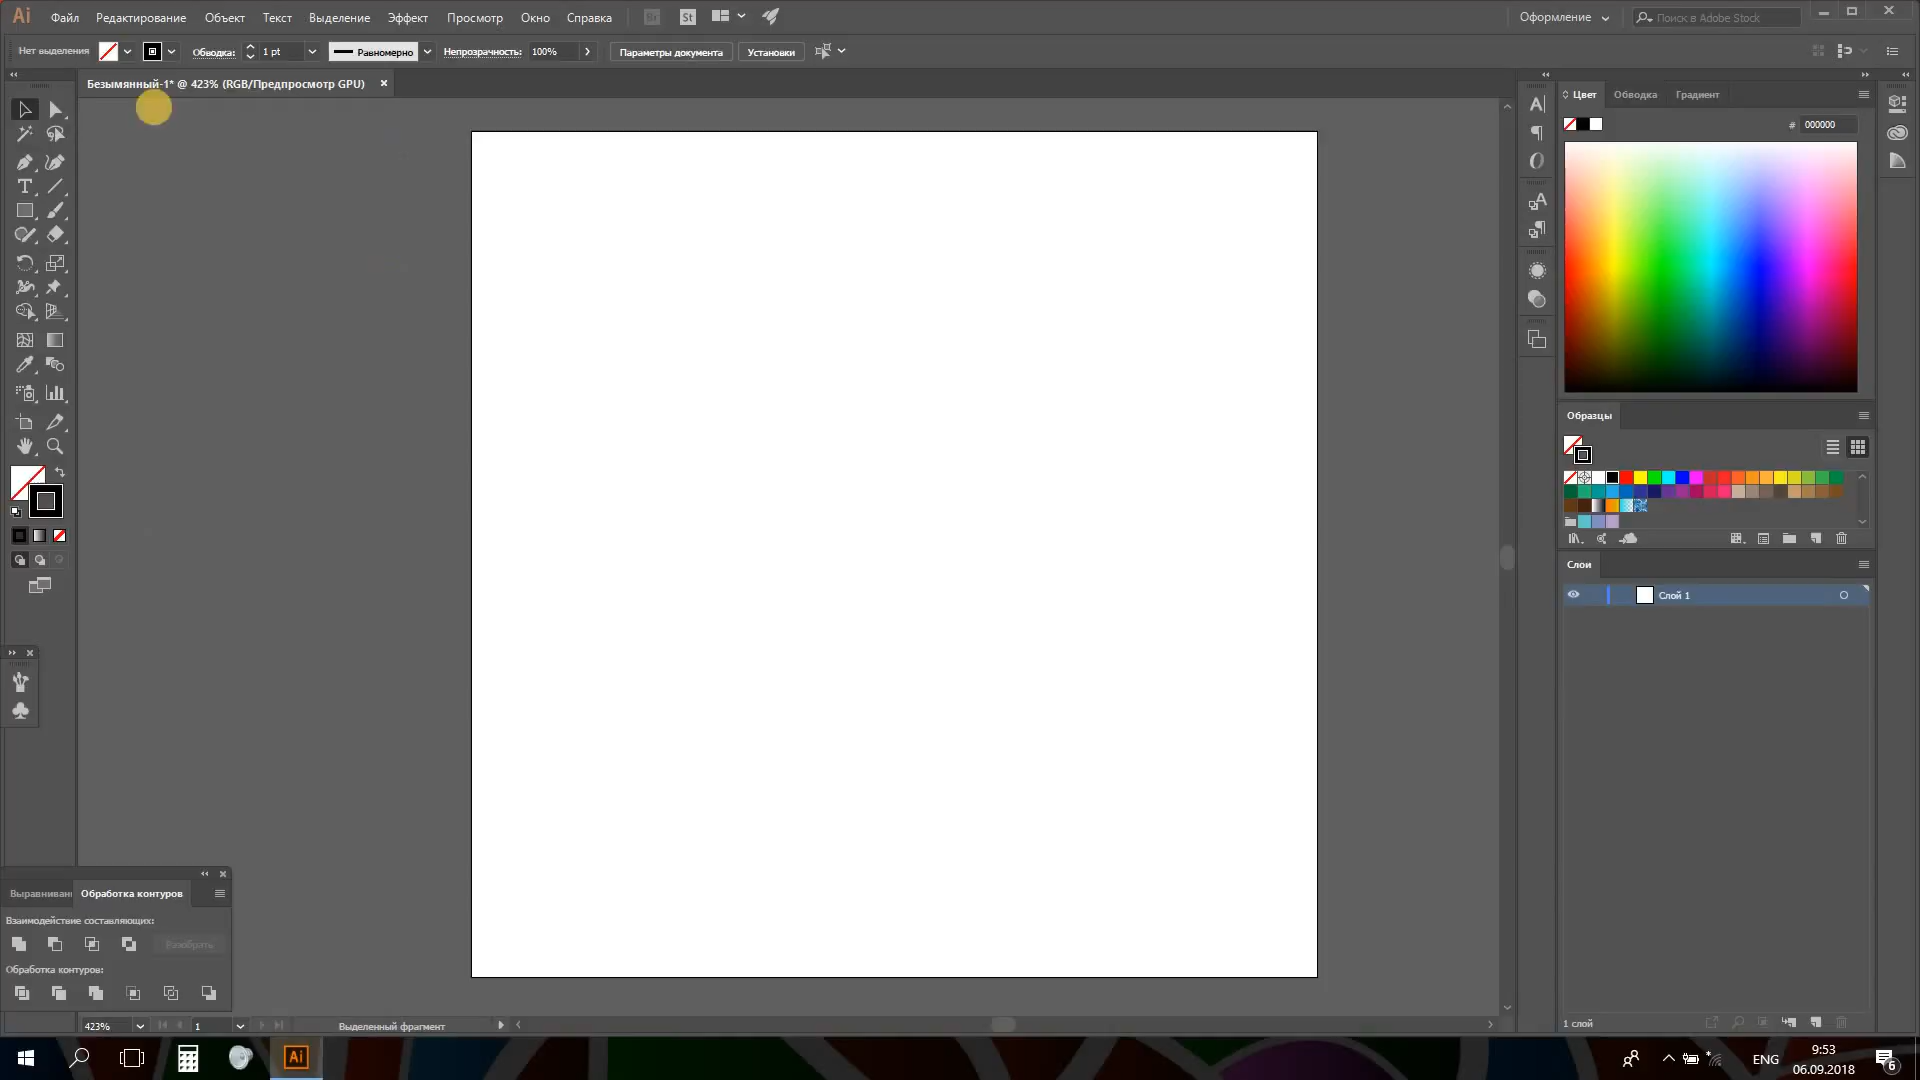 Ai Файл Редактирование Объект Текст Выделение Эффект Просмотр Окно Справка Br St Оформление Поиск в Adobe Stock
Нет выделения Обводка: 1 pt Равномерно Непрозрачность: 100% Параметры документа Установки
Безымянный-1* @ 423% (RGB/Предпросмотр GPU)
Цвет Обводка Градиент
# 000000
Образцы
Слои
Слой 1
Выравниван Обработка контуров
Взаимодействие составляющих:
Разобрать
Обработка контуров:
423% 1 Выделенный фрагмент
1 слой
Ai ENG 9:53
06.09.2018
6